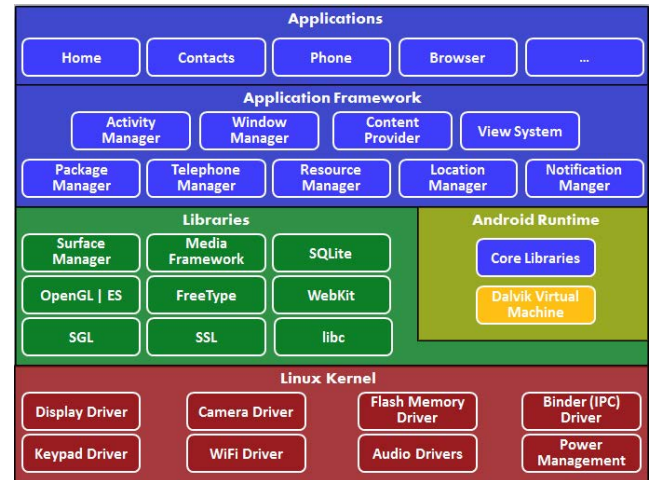 Applications
Home
Contacts
Phone
Browser
...
Application Framework
Activity
Manager
Window
Manager
Content
Provider
View System
Package
Manager
Telephone
Manager
Resource
Manager
Location
Manager
Notification
Manger
Libraries
Surface
Manager
Media
Framework
SQLite
OpenGL | ES
FreeType
WebKit
SGL
SSL
libc
Android Runtime
Core Libraries
Dalvik Virtual
Machine
Linux Kernel
Display Driver
Camera Driver
Flash Memory
Driver
Binder (IPC)
Driver
Keypad Driver
WiFi Driver
Audio Drivers
Power
Management